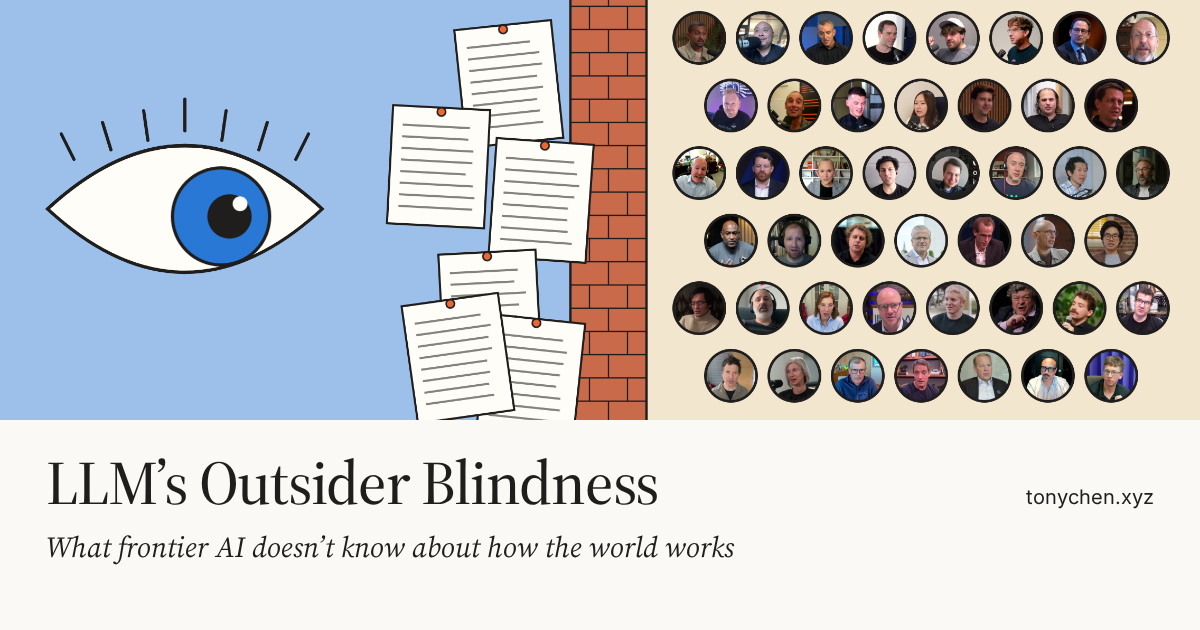 LLM’s Outsider Blindness
tonychen.xyz
What frontier AI doesn’t know about how the world works